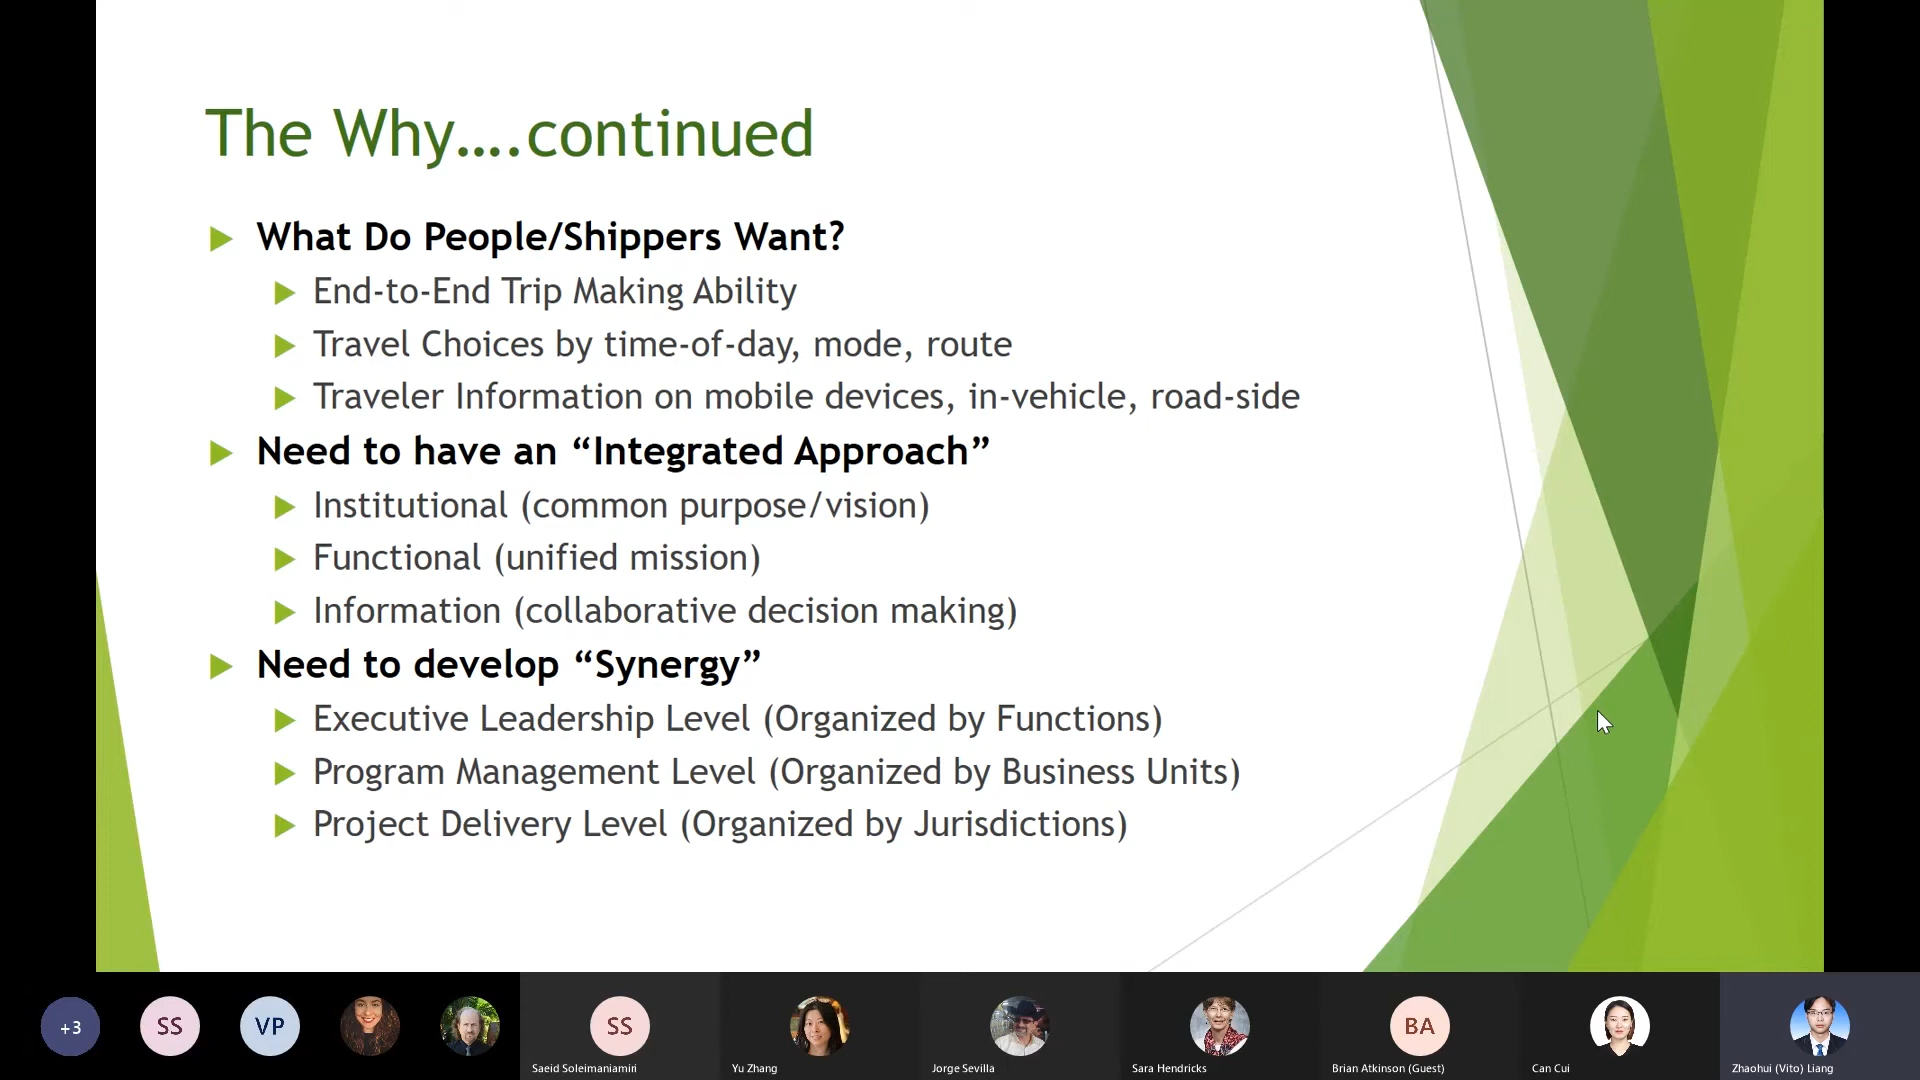 The Why....continued
What Do People/Shippers Want?
End-to-End Trip Making Ability
Travel Choices by time-of-day, mode, route
Traveler Information on mobile devices, in-vehicle, road-side
Need to have an “Integrated Approach”
Institutional (common purpose/vision)
Functional (unified mission)
Information (collaborative decision making)
Need to develop “Synergy”
Executive Leadership Level (Organized by Functions)
Program Management Level (Organized by Business Units)
Project Delivery Level (Organized by Jurisdictions)
+3 SS VP SS BA
Saeid Soleimaniamiri Yu Zhang Jorge Sevilla Sara Hendricks Brian Atkinson (Guest) Can Cui Zhaohui (Vito) Liang